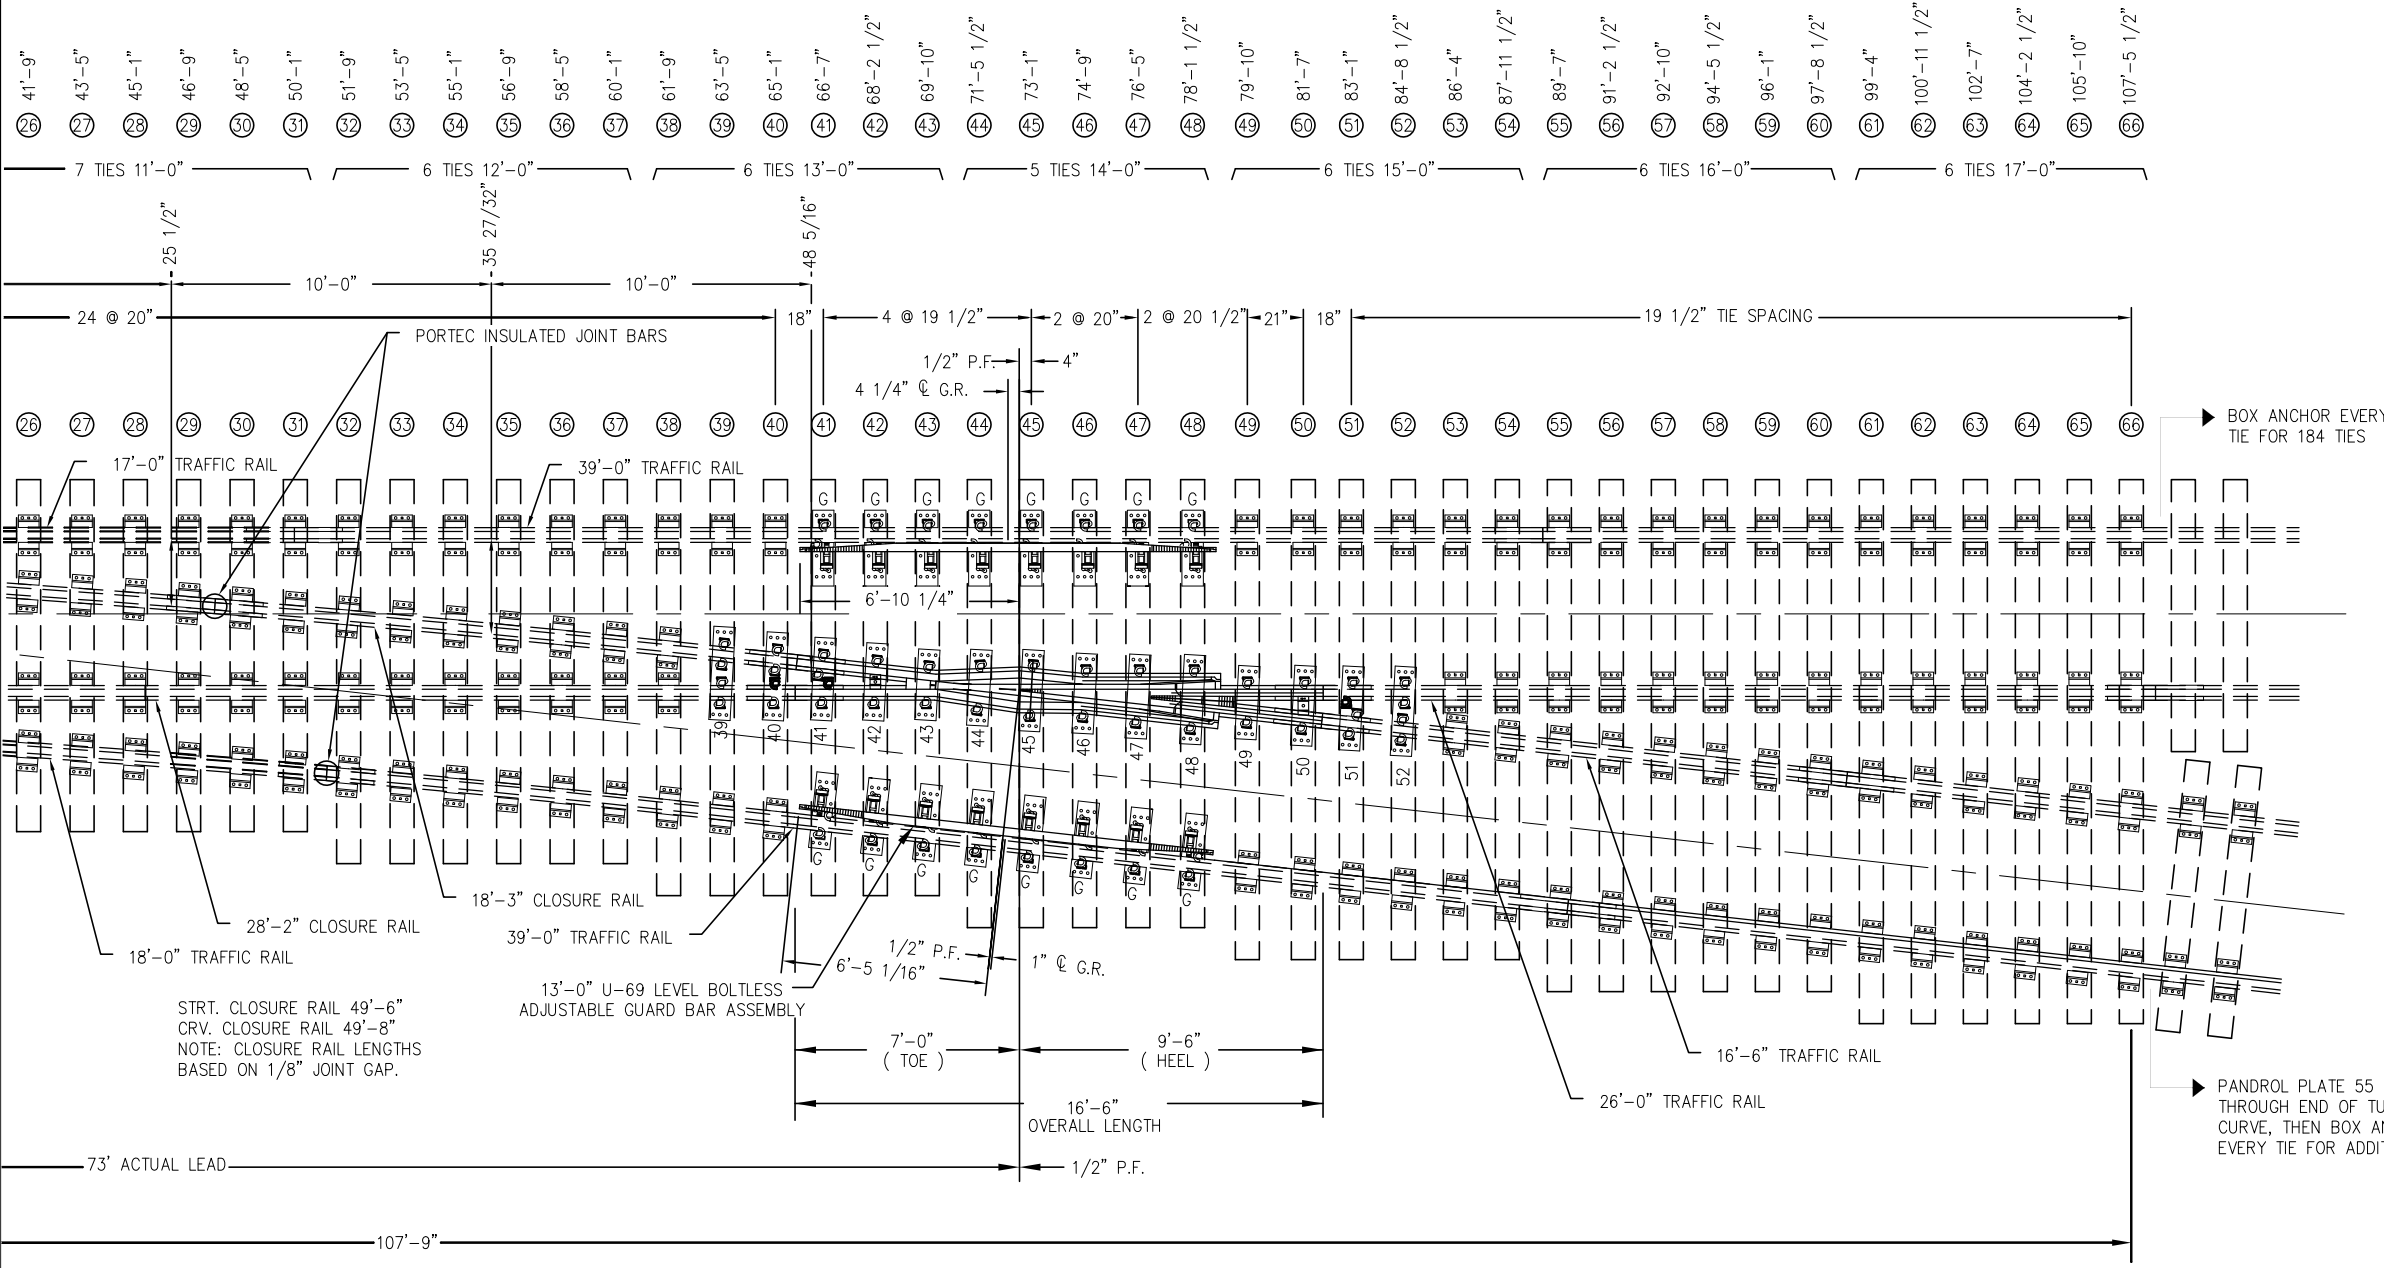 41'-9" 43'-5" 45'-1" 46'-9" 48'-5" 50'-1" 51'-9" 53'-5" 55'-1" 56'-9" 58'-5" 60'-1" 61'-9" 63'-5" 65'-1" 66'-7" 68'-2 1/2" 69'-10" 71'-5 1/2" 73'-1" 74'-9" 76'-5" 78'-1 1/2" 79'-10" 81'-7" 83'-1" 84'-8 1/2" 86'-4" 87'-11 1/2" 89'-7" 91'-2 1/2" 92'-10" 94'-5 1/2" 96'-1" 97'-8 1/2" 99'-4" 100'-11 1/2" 102'-7" 104'-2 1/2" 105'-10" 107'-5 1/2"
26 27 28 29 30 31 32 33 34 35 36 37 38 39 40 41 42 43 44 45 46 47 48 49 50 51 52 53 54 55 56 57 58 59 60 61 62 63 64 65 66
7 TIES 11'-0" 6 TIES 12'-0" 6 TIES 13'-0" 5 TIES 14'-0" 6 TIES 15'-0" 6 TIES 16'-0" 6 TIES 17'-0"
25 1/2" 35 27/32" 48 5/16"
10'-0" 10'-0"
24 @ 20" 18" 4 @ 19 1/2" 2 @ 20" 2 @ 20 1/2" 21" 18" 19 1/2" TIE SPACING
PORTEC INSULATED JOINT BARS
1/2" P.F. 4"
4 1/4" ℄ G.R.
26 27 28 29 30 31 32 33 34 35 36 37 38 39 40 41 42 43 44 45 46 47 48 49 50 51 52 53 54 55 56 57 58 59 60 61 62 63 64 65 66
BOX ANCHOR EVERY
TIE FOR 184 TIES
17'-0" TRAFFIC RAIL 39'-0" TRAFFIC RAIL
G G G G G G G G
6'-10 1/4"
39 40 41 42 43 44 45 46 47 48 49 50 51 52
G G G G G G G G
18'-3" CLOSURE RAIL
28'-2" CLOSURE RAIL
39'-0" TRAFFIC RAIL
18'-0" TRAFFIC RAIL
1/2" P.F.
6'-5 1/16"
1" ℄ G.R.
13'-0" U-69 LEVEL BOLTLESS
ADJUSTABLE GUARD BAR ASSEMBLY
STRT. CLOSURE RAIL 49'-6"
CRV. CLOSURE RAIL 49'-8"
NOTE: CLOSURE RAIL LENGTHS
BASED ON 1/8" JOINT GAP.
7'-0" 9'-6"
( TOE ) ( HEEL )
16'-6" TRAFFIC RAIL
26'-0" TRAFFIC RAIL
16'-6"
OVERALL LENGTH
PANDROL PLATE 55
THROUGH END OF TU
CURVE, THEN BOX AN
EVERY TIE FOR ADDIT
73' ACTUAL LEAD 1/2" P.F.
107'-9"